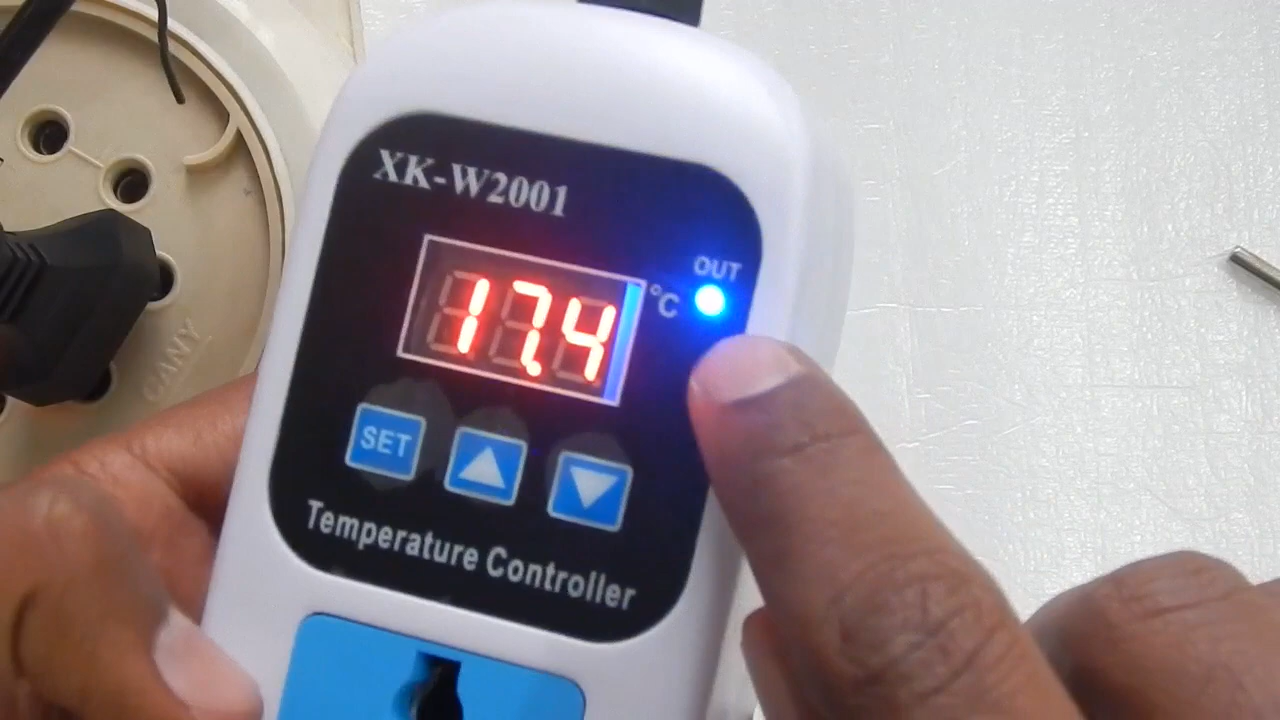 XK-W2001
OUT
17.4 °C
SET
Temperature Controller